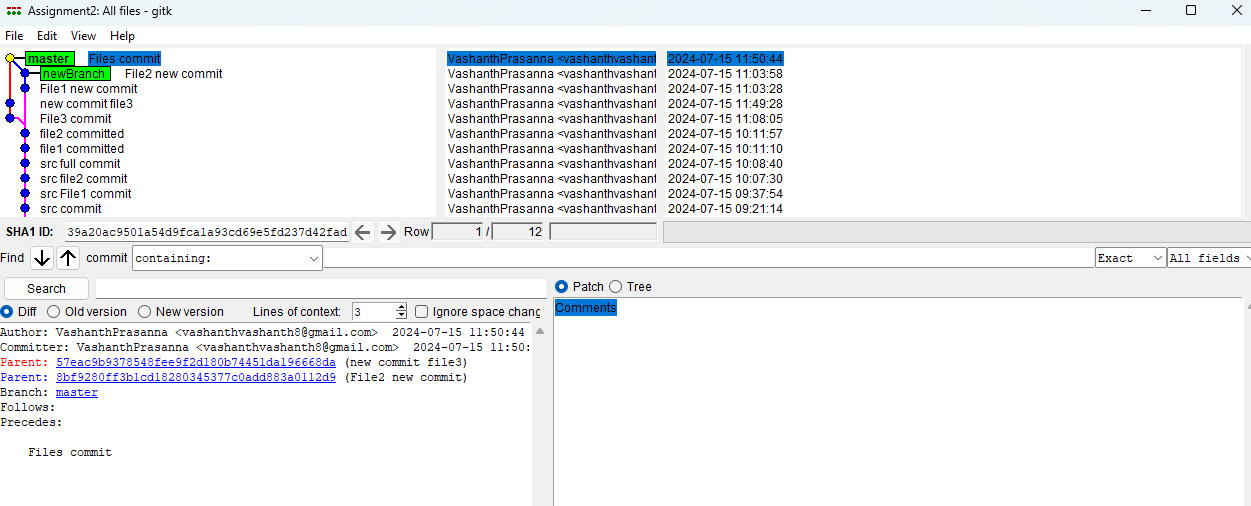 Assignment2: All files - gitk
File Edit View Help
master Files commit VashanthPrasanna <vashanthvashant 2024-07-15 11:50:44
newBranch File2 new commit VashanthPrasanna <vashanthvashant 2024-07-15 11:03:58
File1 new commit VashanthPrasanna <vashanthvashant 2024-07-15 11:03:28
new commit file3 VashanthPrasanna <vashanthvashant 2024-07-15 11:49:28
File3 commit VashanthPrasanna <vashanthvashant 2024-07-15 11:08:05
file2 committed VashanthPrasanna <vashanthvashant 2024-07-15 10:11:57
file1 committed VashanthPrasanna <vashanthvashant 2024-07-15 10:11:10
src full commit VashanthPrasanna <vashanthvashant 2024-07-15 10:08:40
src file2 commit VashanthPrasanna <vashanthvashant 2024-07-15 10:07:30
src File1 commit VashanthPrasanna <vashanthvashant 2024-07-15 09:37:54
src commit VashanthPrasanna <vashanthvashant 2024-07-15 09:21:14
SHA1 ID: 39a20ac9501a54d9fca1a93cd69e5fd237d42fad Row 1 / 12
Find commit containing: Exact All fields
Search
Diff Old version New version Lines of context: 3 Ignore space chang
Author: VashanthPrasanna <vashanthvashanth8@gmail.com> 2024-07-15 11:50:44
Committer: VashanthPrasanna <vashanthvashanth8@gmail.com> 2024-07-15 11:50:
Parent: 57eac9b9378548fee9f2d180b74451da196668da (new commit file3)
Parent: 8bf9280ff3b1cd18280345377c0add883a0112d9 (File2 new commit)
Branch: master
Follows:
Precedes:
Files commit
Patch Tree
Comments